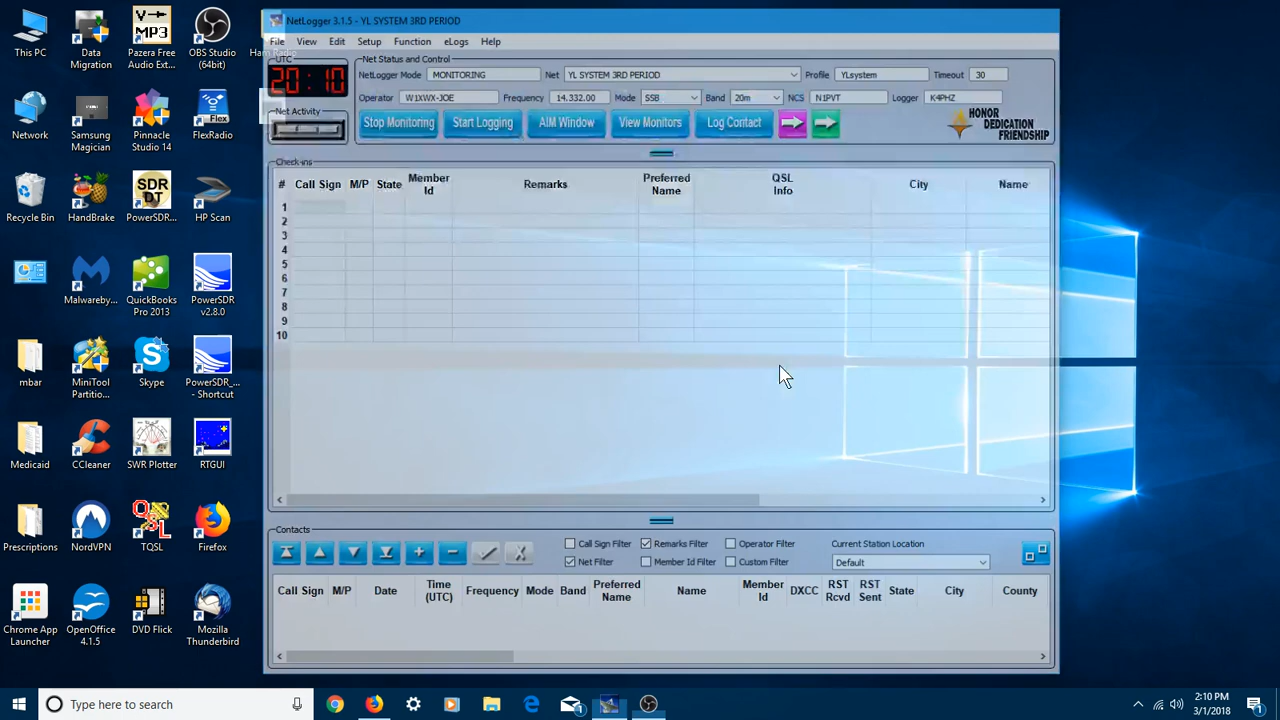 NetLogger 3.1.5 - YL SYSTEM 3RD PERIOD
File View Edit Setup Function eLogs Help
UTC
20:10
Net Activity
Net Status and Control
NetLogger Mode MONITORING Net YL SYSTEM 3RD PERIOD Profile YLsystem Timeout 30
Operator W1XWX-JOE Frequency 14.332.00 Mode SSB Band 20m NCS N1PVT Logger K4PHZ
Stop Monitoring Start Logging AIM Window View Monitors Log Contact
HONOR
DEDICATION
FRIENDSHIP
Check-ins
# Call Sign M/P State Member Id Remarks Preferred Name QSL Info City Name
1
2
3
4
5
6
7
8
9
10
Contacts
Call Sign Filter Remarks Filter Operator Filter Current Station Location
Net Filter Member Id Filter Custom Filter Default
Call Sign M/P Date Time (UTC) Frequency Mode Band Preferred Name Name Member Id DXCC RST Rcvd RST Sent State City County
This PC
Data Migration
Pazera Free Audio Ext...
OBS Studio (64bit)
Ham Radio
Network
Samsung Magician
Pinnacle Studio 14
FlexRadio
Recycle Bin
HandBrake
PowerSDR...
HP Scan
Malwareby...
QuickBooks Pro 2013
PowerSDR v2.8.0
mbar
MiniTool Partitio...
Skype
PowerSDR_... - Shortcut
Medicaid
CCleaner
SWR Plotter
RTGUI
Prescriptions
NordVPN
TQSL
Firefox
Chrome App Launcher
OpenOffice 4.1.5
DVD Flick
Mozilla Thunderbird
MP3
Flex
SDR
DT
QSL
Type here to search
2:10 PM
3/1/2018